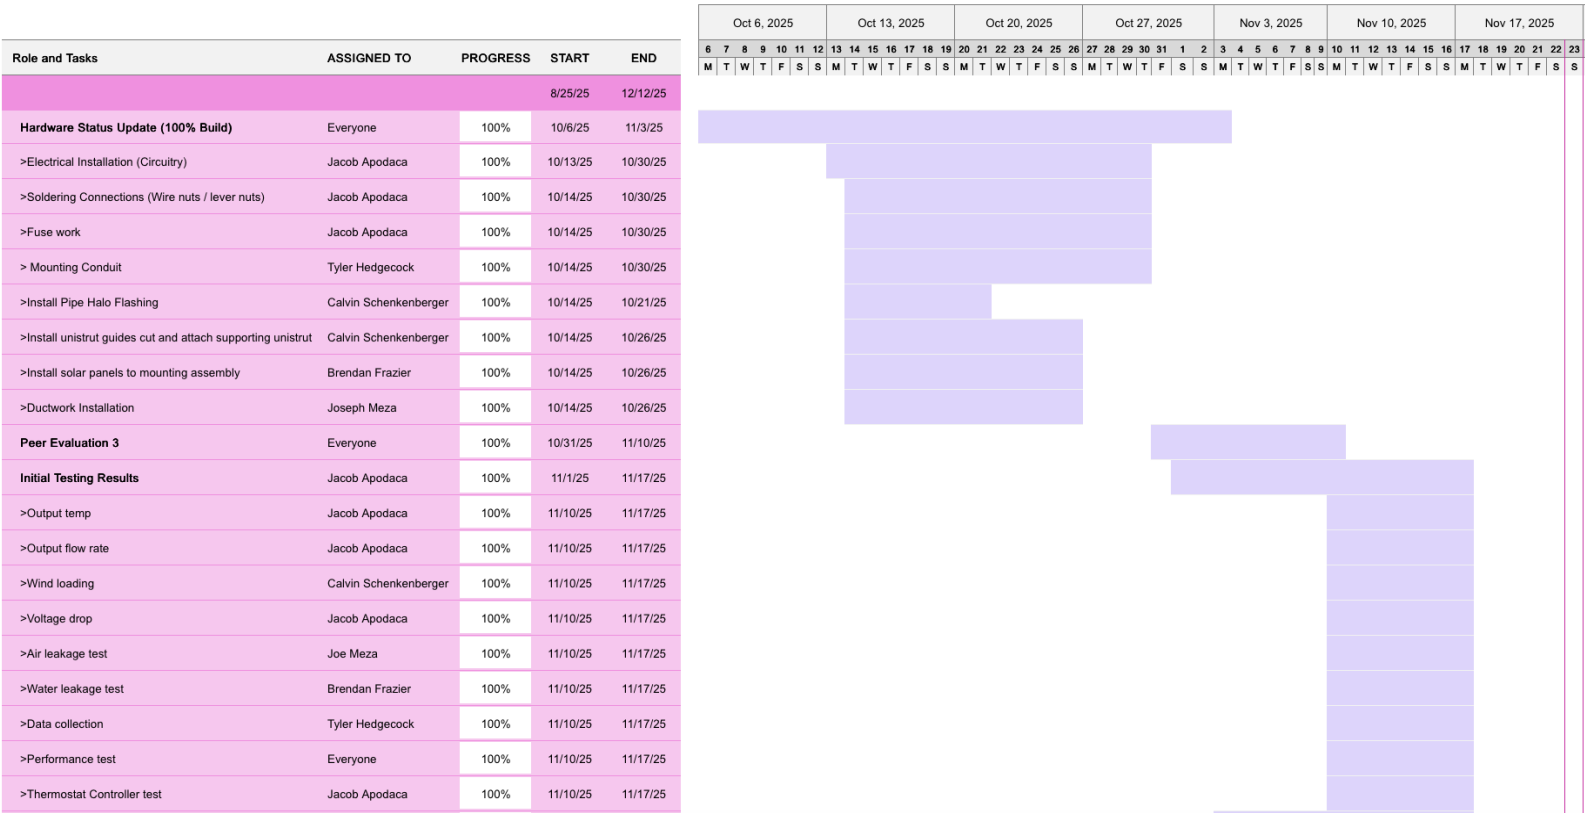 Oct 6, 2025 Oct 13, 2025 Oct 20, 2025 Oct 27, 2025 Nov 3, 2025 Nov 10, 2025 Nov 17, 2025
6 7 8 9 10 11 12 13 14 15 16 17 18 19 20 21 22 23 24 25 26 27 28 29 30 31 1 2 3 4 5 6 7 8 9 10 11 12 13 14 15 16 17 18 19 20 21 22 23
Role and Tasks ASSIGNED TO PROGRESS START END
M T W T F S S M T W T F S S M T W T F S S M T W T F S S M T W T F S S M T W T F S S M T W T F S S
8/25/25 12/12/25
Hardware Status Update (100% Build) Everyone 100% 10/6/25 11/3/25
>Electrical Installation (Circuitry) Jacob Apodaca 100% 10/13/25 10/30/25
>Soldering Connections (Wire nuts / lever nuts) Jacob Apodaca 100% 10/14/25 10/30/25
>Fuse work Jacob Apodaca 100% 10/14/25 10/30/25
> Mounting Conduit Tyler Hedgecock 100% 10/14/25 10/30/25
>Install Pipe Halo Flashing Calvin Schenkenberger 100% 10/14/25 10/21/25
>Install unistrut guides cut and attach supporting unistrut Calvin Schenkenberger 100% 10/14/25 10/26/25
>Install solar panels to mounting assembly Brendan Frazier 100% 10/14/25 10/26/25
>Ductwork Installation Joseph Meza 100% 10/14/25 10/26/25
Peer Evaluation 3 Everyone 100% 10/31/25 11/10/25
Initial Testing Results Jacob Apodaca 100% 11/1/25 11/17/25
>Output temp Jacob Apodaca 100% 11/10/25 11/17/25
>Output flow rate Jacob Apodaca 100% 11/10/25 11/17/25
>Wind loading Calvin Schenkenberger 100% 11/10/25 11/17/25
>Voltage drop Jacob Apodaca 100% 11/10/25 11/17/25
>Air leakage test Joe Meza 100% 11/10/25 11/17/25
>Water leakage test Brendan Frazier 100% 11/10/25 11/17/25
>Data collection Tyler Hedgecock 100% 11/10/25 11/17/25
>Performance test Everyone 100% 11/10/25 11/17/25
>Thermostat Controller test Jacob Apodaca 100% 11/10/25 11/17/25